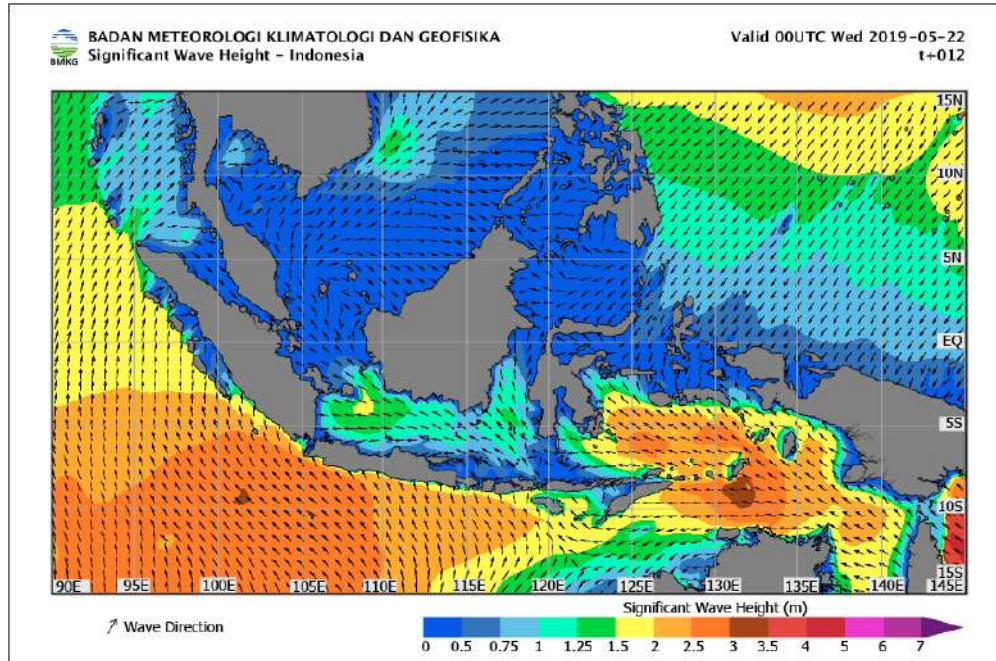 BADAN METEOROLOGI KLIMATOLOGI DAN GEOFISIKA
Valid 00UTC Wed 2019-05-22
Significant Wave Height - Indonesia
t+012
BMKG
15N
10N
5N
EQ
5S
10S
15S
90E 95E 100E 105E 110E 115E 120E 125E 130E 135E 140E 145E
Significant Wave Height (m)
Wave Direction
0 0.5 0.75 1 1.25 1.5 2 2.5 3 3.5 4 5 6 7